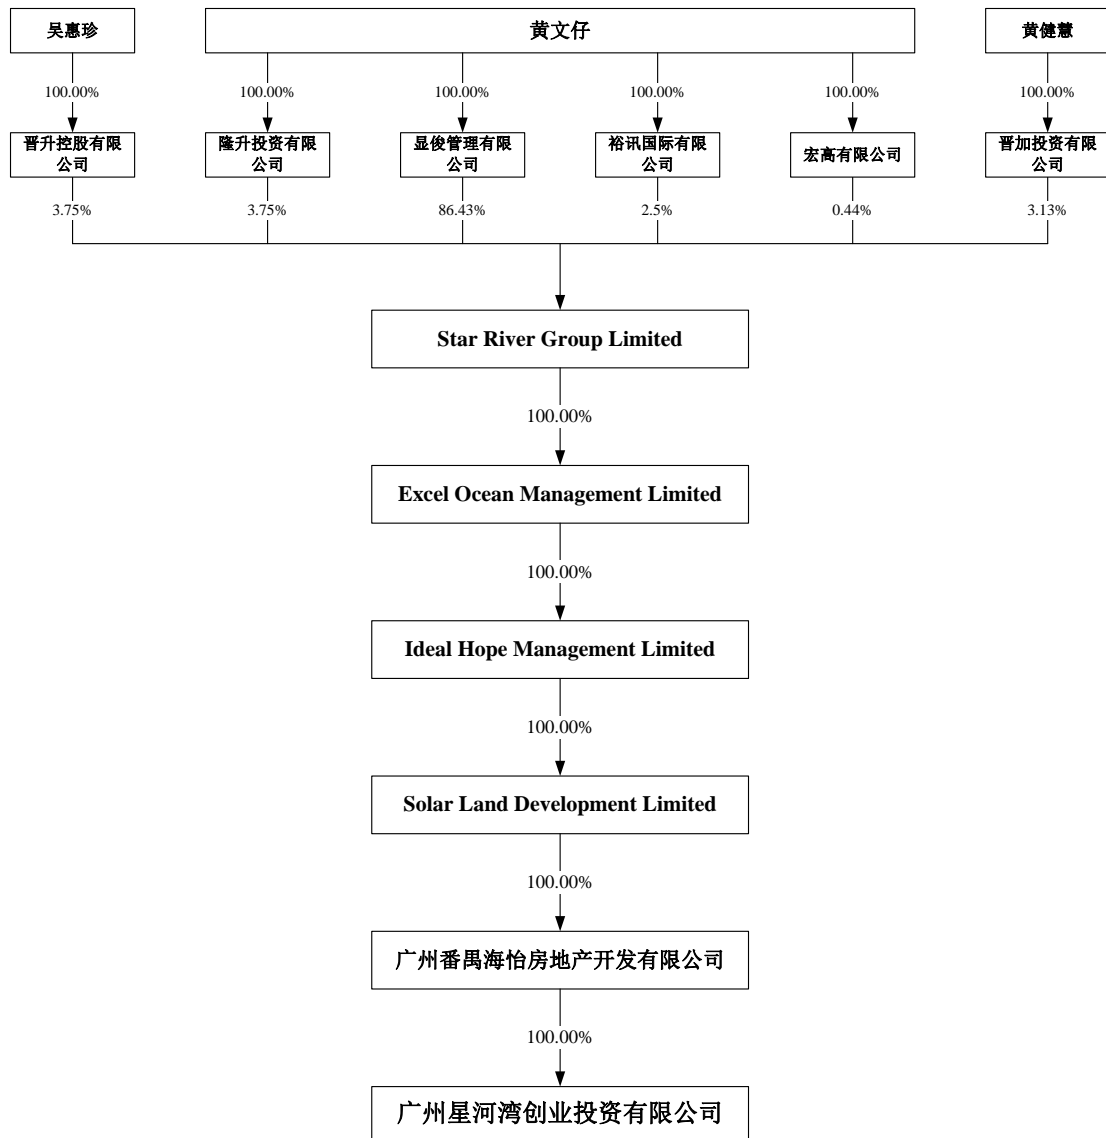 吴惠珍 黄文仔 黄健慧
100.00% 100.00% 100.00% 100.00% 100.00% 100.00%
晋升控股有限 隆升投资有限 显俊管理有限 裕讯国际有限 宏高有限公司 晋加投资有限
公司 公司 公司 公司 公司
3.75% 3.75% 86.43% 2.5% 0.44% 3.13%
Star River Group Limited
100.00%
Excel Ocean Management Limited
100.00%
Ideal Hope Management Limited
100.00%
Solar Land Development Limited
100.00%
广州番禺海怡房地产开发有限公司
100.00%
广州星河湾创业投资有限公司